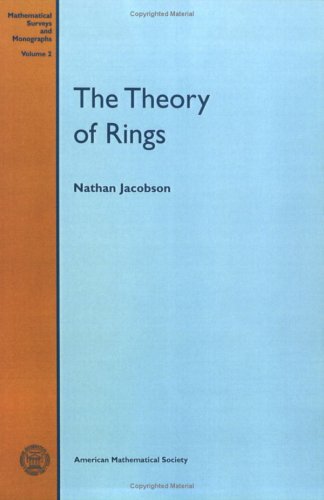 Copyrighted Material
Mathematical
Surveys
and
Monographs
Volume 2
The Theory
of Rings
Nathan Jacobson
American Mathematical Society
Copyrighted Material